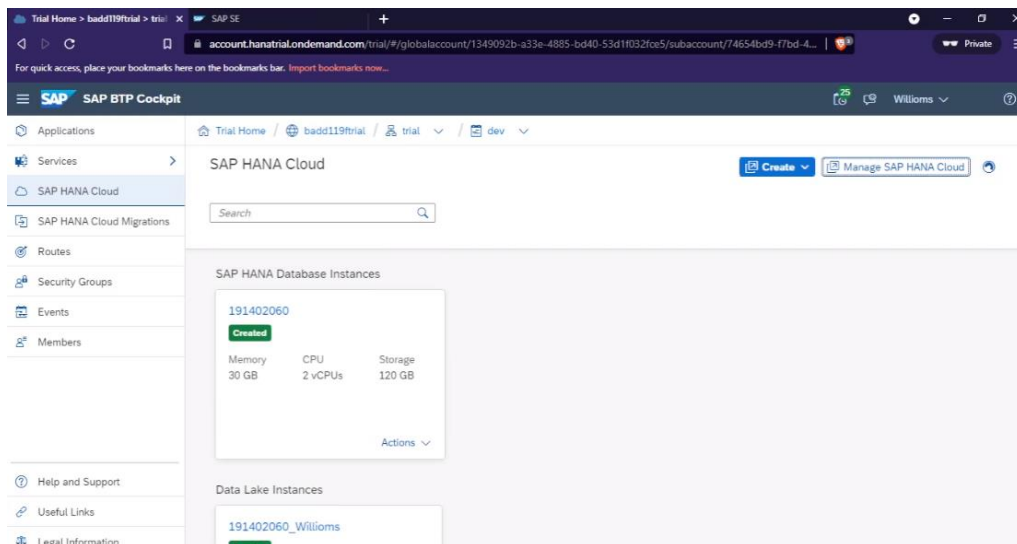 Trial Home > badd119ftrial > trial
SAP SE
account.hanatrial.ondemand.com/trial/#/globalaccount/1349092b-a33e-4885-bd40-53d1f032fce5/subaccount/74654bd9-f7bd-4...
Private
For quick access, place your bookmarks here on the bookmarks bar. Import bookmarks now...
SAP SAP BTP Cockpit
25
Willioms
Applications
Services
SAP HANA Cloud
SAP HANA Cloud Migrations
Routes
Security Groups
Events
Members
Help and Support
Useful Links
Legal Information
Trial Home / badd119ftrial / trial / dev
SAP HANA Cloud
Create
Manage SAP HANA Cloud
Search
SAP HANA Database Instances
191402060
Created
Memory CPU Storage
30 GB 2 vCPUs 120 GB
Actions
Data Lake Instances
191402060_Willioms